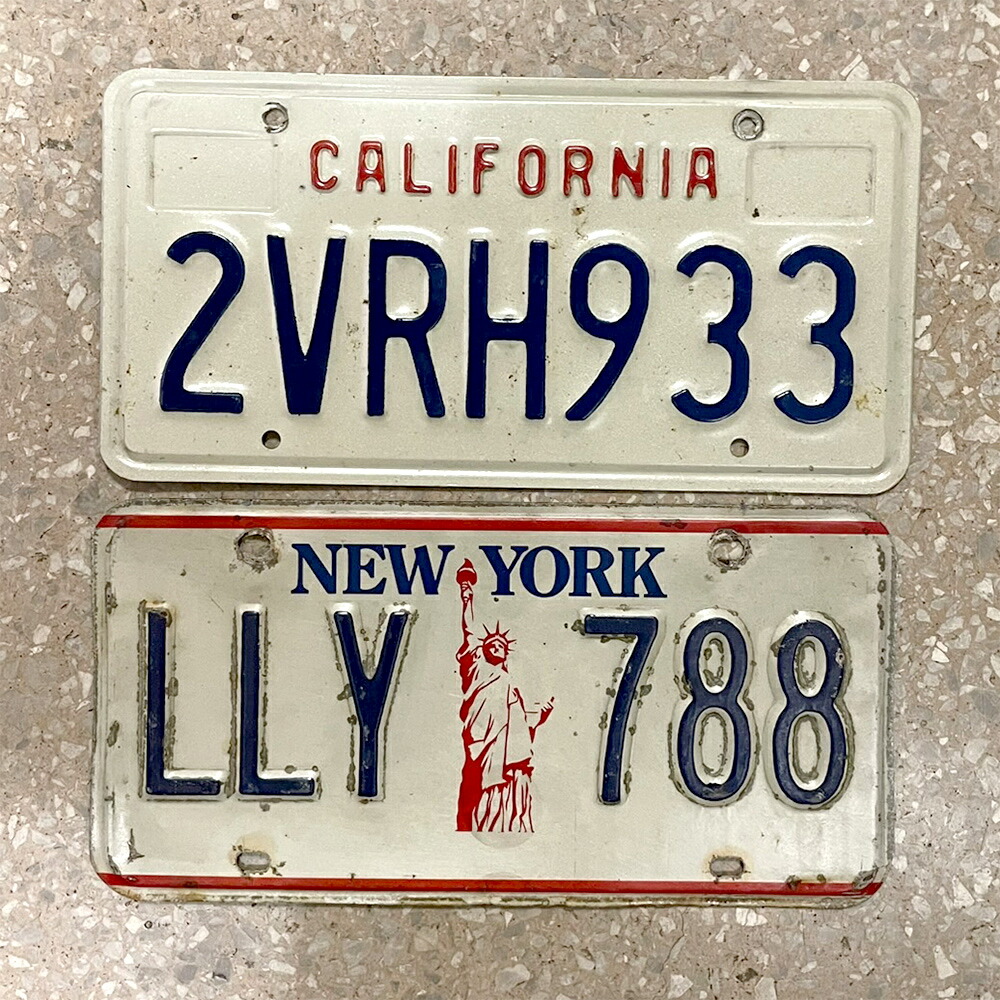 CALIFORNIA
2VRH933
NEW YORK
LLY 788